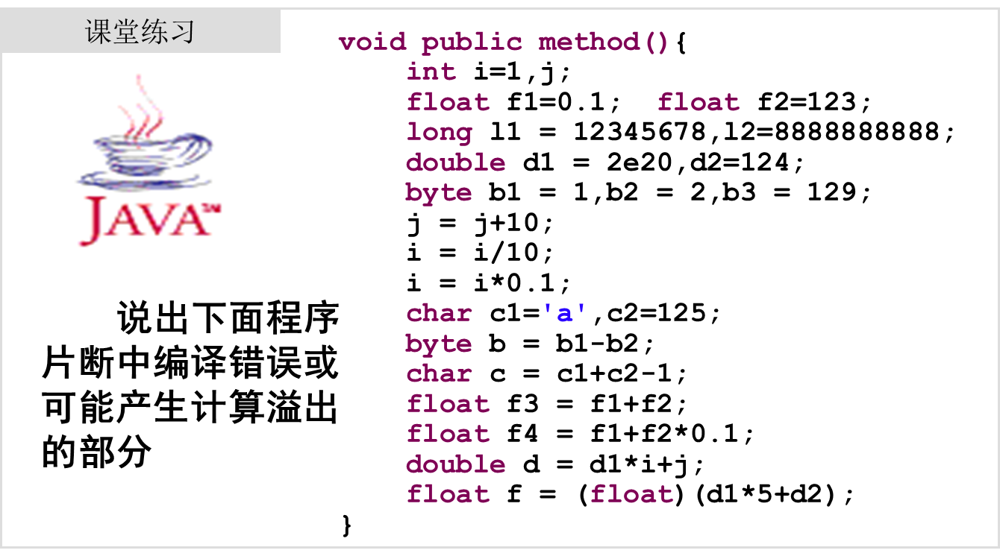 课堂练习
JAVA™
说出下面程序
片断中编译错误或
可能产生计算溢出
的部分
void public method(){
    int i=1,j;
    float f1=0.1;  float f2=123;
    long l1 = 12345678,l2=8888888888;
    double d1 = 2e20,d2=124;
    byte b1 = 1,b2 = 2,b3 = 129;
    j = j+10;
    i = i/10;
    i = i*0.1;
    char c1='a',c2=125;
    byte b = b1-b2;
    char c = c1+c2-1;
    float f3 = f1+f2;
    float f4 = f1+f2*0.1;
    double d = d1*i+j;
    float f = (float)(d1*5+d2);
}